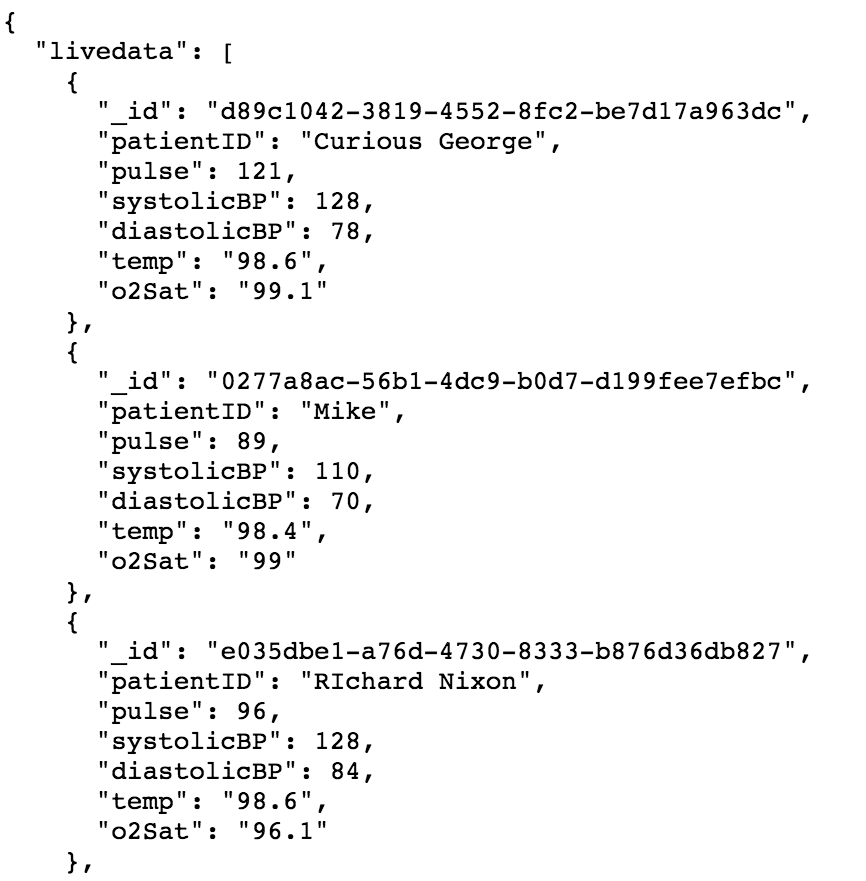 {
  "livedata": [
    {
      "_id": "d89c1042-3819-4552-8fc2-be7d17a963dc",
      "patientID": "Curious George",
      "pulse": 121,
      "systolicBP": 128,
      "diastolicBP": 78,
      "temp": "98.6",
      "o2Sat": "99.1"
    },
    {
      "_id": "0277a8ac-56b1-4dc9-b0d7-d199fee7efbc",
      "patientID": "Mike",
      "pulse": 89,
      "systolicBP": 110,
      "diastolicBP": 70,
      "temp": "98.4",
      "o2Sat": "99"
    },
    {
      "_id": "e035dbe1-a76d-4730-8333-b876d36db827",
      "patientID": "RIchard Nixon",
      "pulse": 96,
      "systolicBP": 128,
      "diastolicBP": 84,
      "temp": "98.6",
      "o2Sat": "96.1"
    },